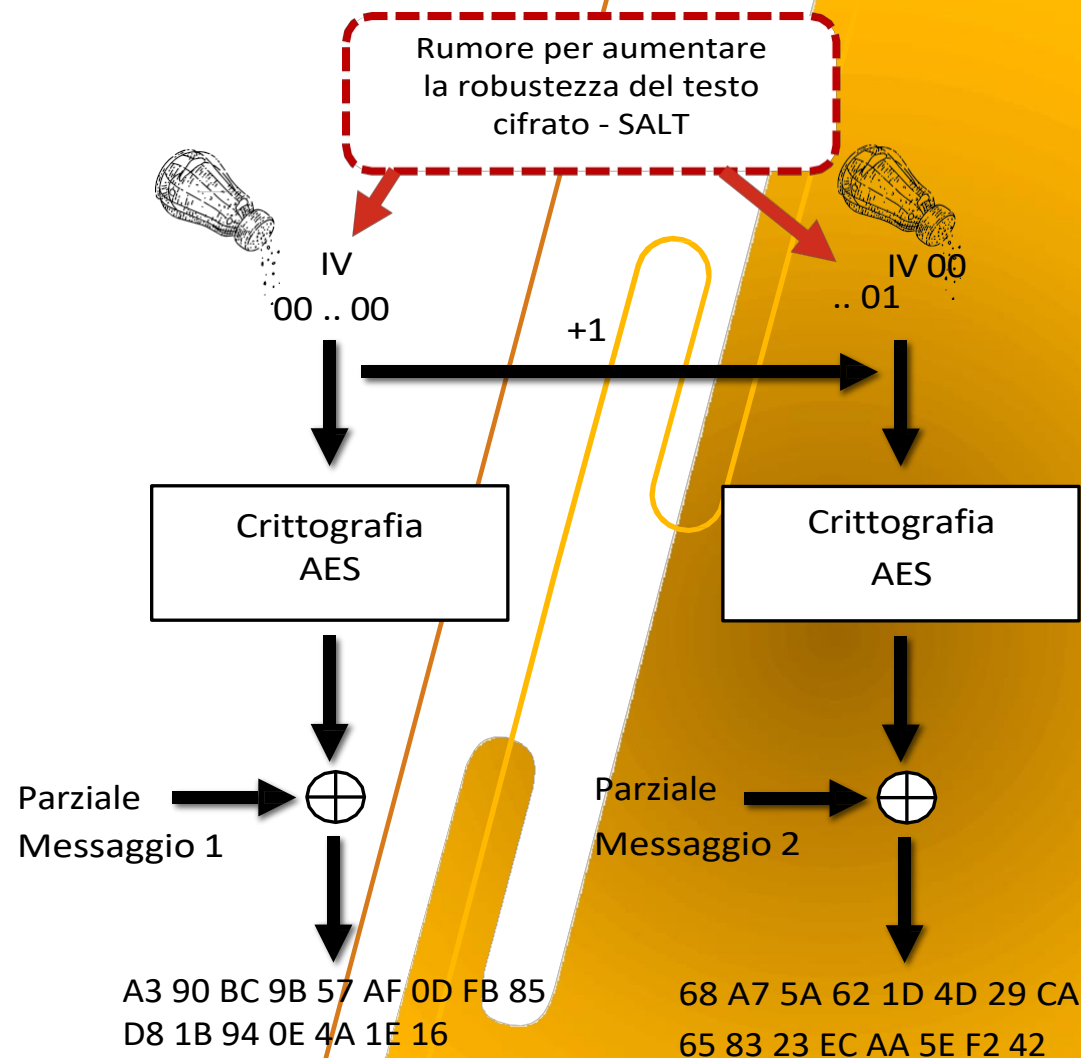 Rumore per aumentare
la robustezza del testo
cifrato - SALT
IV
00 .. 00
IV 00
.. 01
+1
Crittografia
AES
Crittografia
AES
Parziale
Messaggio 1
Parziale
Messaggio 2
A3 90 BC 9B 57 AF 0D FB 85
D8 1B 94 0E 4A 1E 16
68 A7 5A 62 1D 4D 29 CA
65 83 23 EC AA 5E F2 42